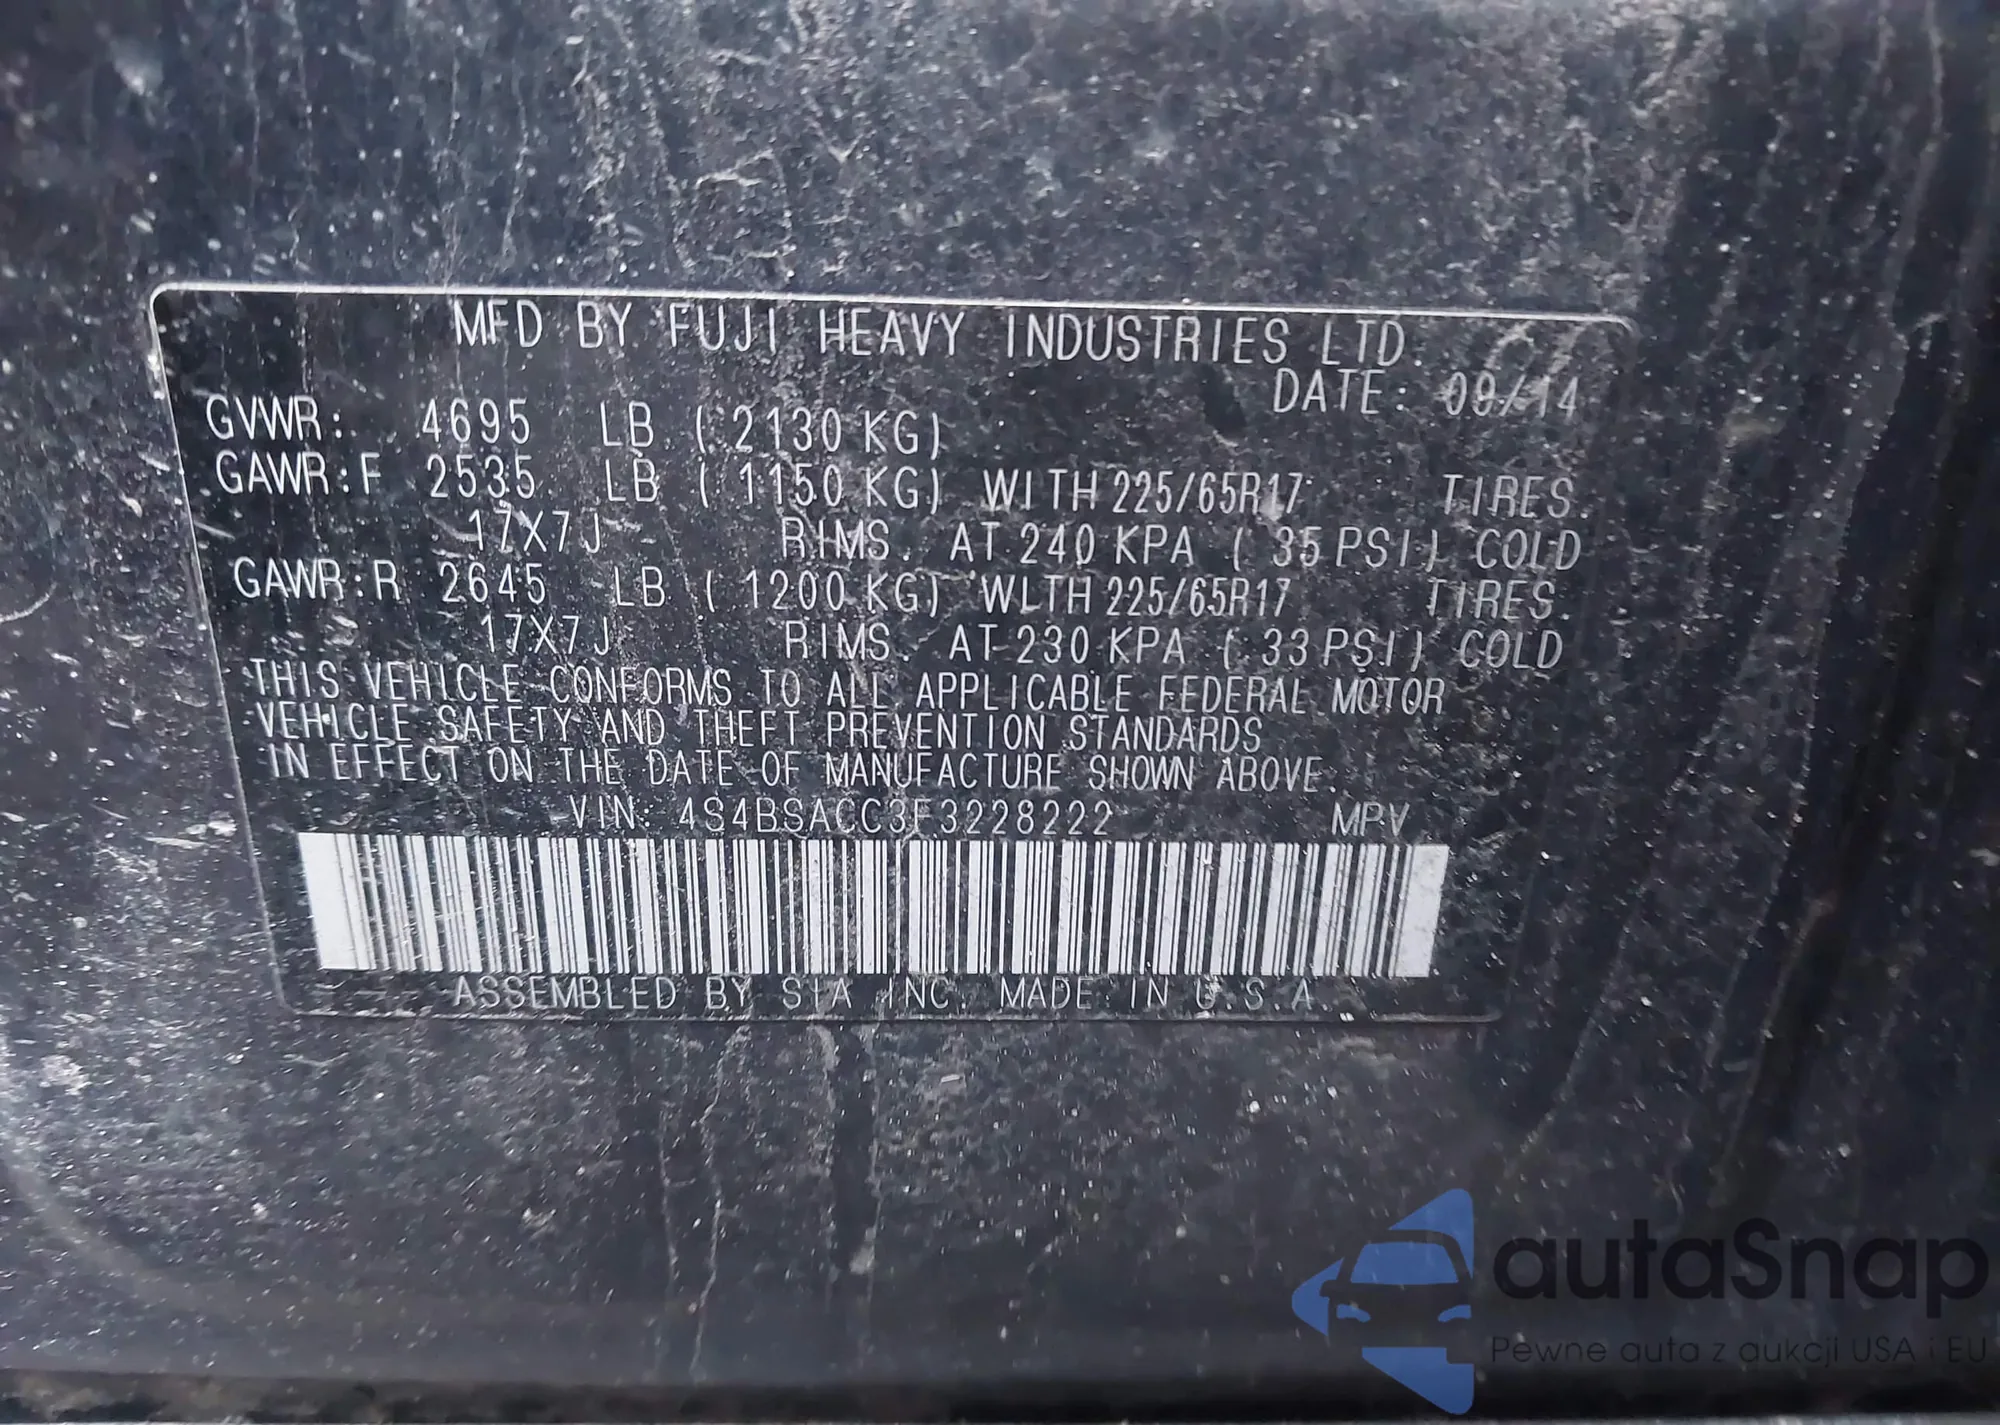 MFD BY FUJI HEAVY INDUSTRIES LTD.
DATE: 09/14
GVWR: 4695 LB ( 2130 KG)
GAWR:F 2535 LB ( 1150 KG) WITH 225/65R17 TIRES.
17X7J RIMS. AT 240 KPA ( 35 PSI) COLD
GAWR:R 2645 LB ( 1200 KG) WITH 225/65R17 TIRES.
17X7J RIMS. AT 230 KPA ( 33 PSI) COLD
THIS VEHICLE CONFORMS TO ALL APPLICABLE FEDERAL MOTOR
VEHICLE SAFETY AND THEFT PREVENTION STANDARDS
IN EFFECT ON THE DATE OF MANUFACTURE SHOWN ABOVE.
VIN: 4S4BSACC3F3228222 MPV
ASSEMBLED BY SIA INC. MADE IN U.S.A.
autaSnap
Pewne auta z aukcji USA i EU